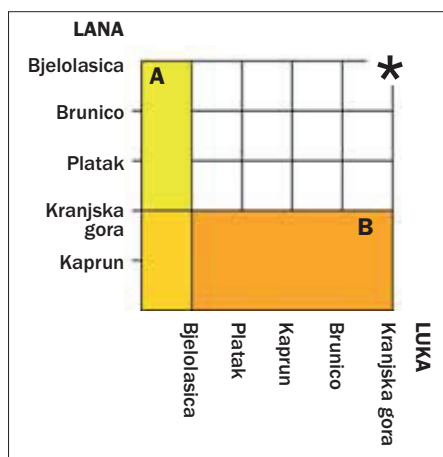 LANA
Bjelolasica
A
*
Brunico
Platak
Kranjska
gora
B
Kaprun
Bjelolasica
Platak
Kaprun
Brunico
Kranjska gora
LUKA